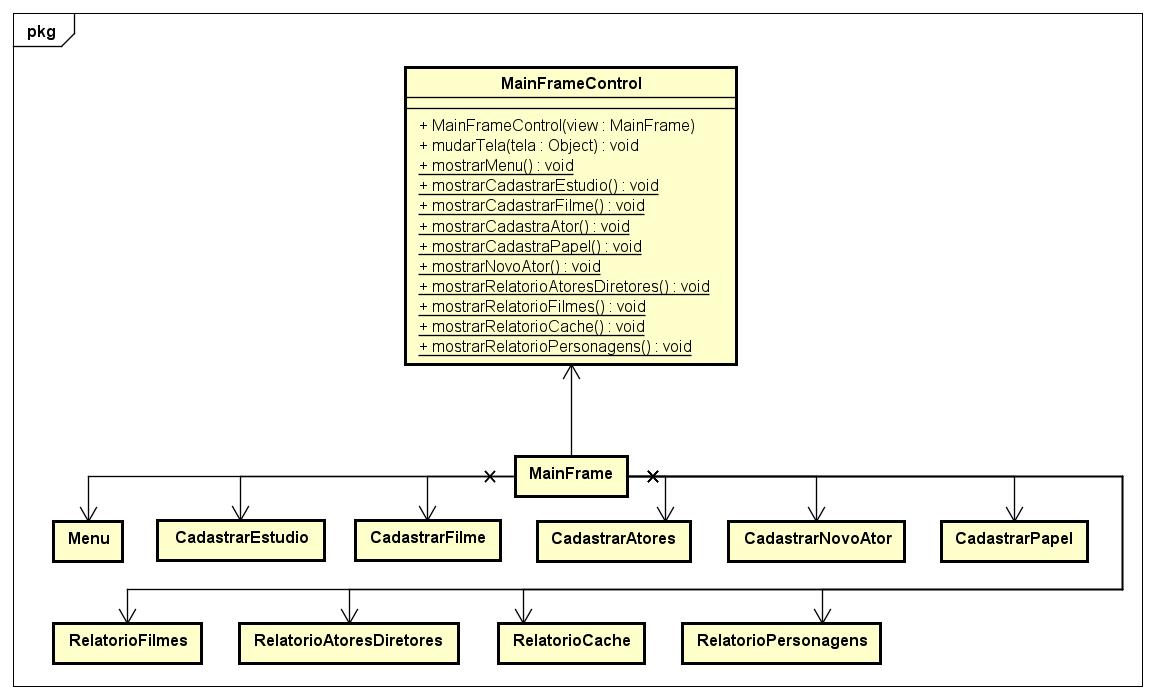 pkg
MainFrameControl
+ MainFrameControl(view : MainFrame)
+ mudarTela(tela : Object) : void
+ mostrarMenu() : void
+ mostrarCadastrarEstudio() : void
+ mostrarCadastrarFilme() : void
+ mostrarCadastraAtor() : void
+ mostrarCadastraPapel() : void
+ mostrarNovoAtor() : void
+ mostrarRelatorioAtoresDiretores() : void
+ mostrarRelatorioFilmes() : void
+ mostrarRelatorioCache() : void
+ mostrarRelatorioPersonagens() : void
MainFrame
Menu
CadastrarEstudio
CadastrarFilme
CadastrarAtores
CadastrarNovoAtor
CadastrarPapel
RelatorioFilmes
RelatorioAtoresDiretores
RelatorioCache
RelatorioPersonagens